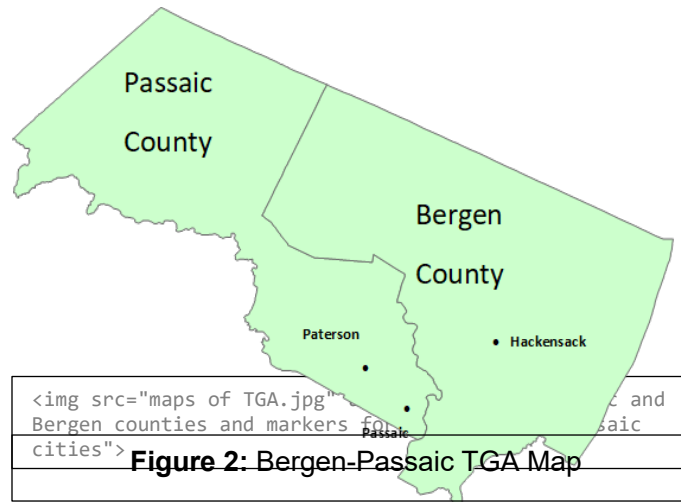 Passaic
County
Bergen
County
Paterson
Hackensack
Passaic
<img src="maps of TGA.jpg" and
Bergen counties and markers fo
cities">
Figure 2: Bergen-Passaic TGA Map